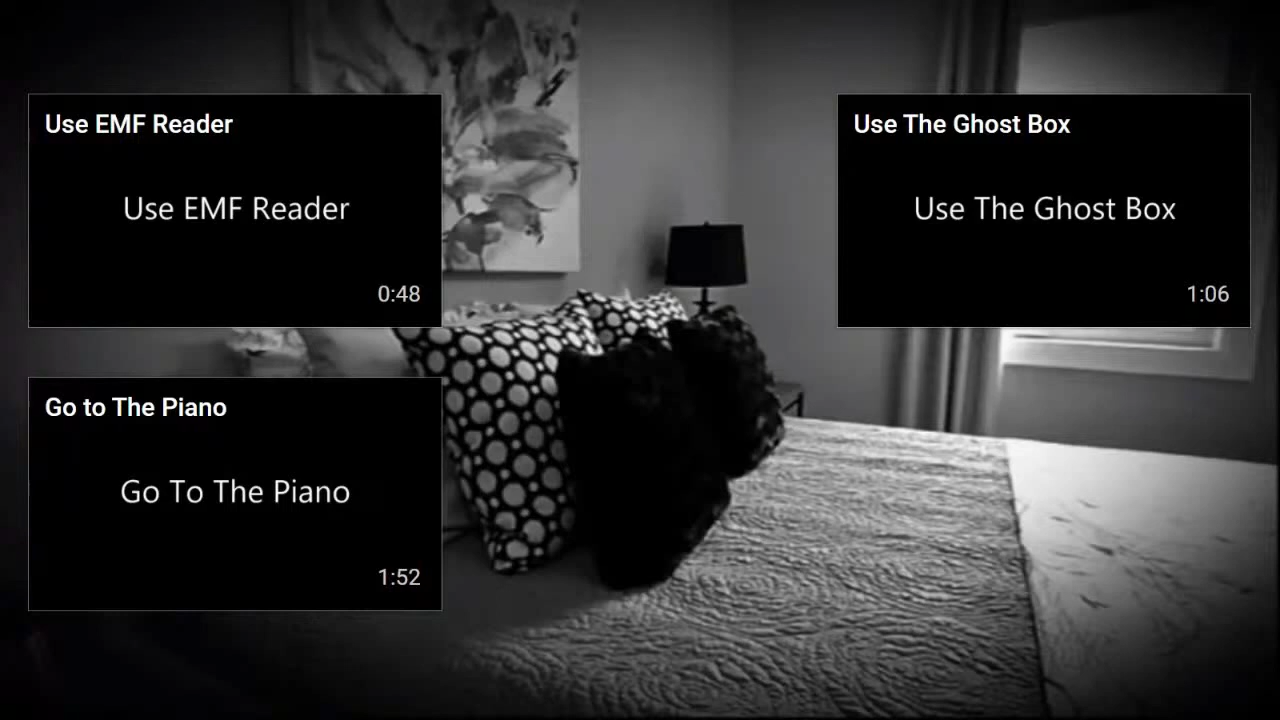 Use EMF Reader
Use EMF Reader
0:48
Use The Ghost Box
Use The Ghost Box
1:06
Go to The Piano
Go To The Piano
1:52